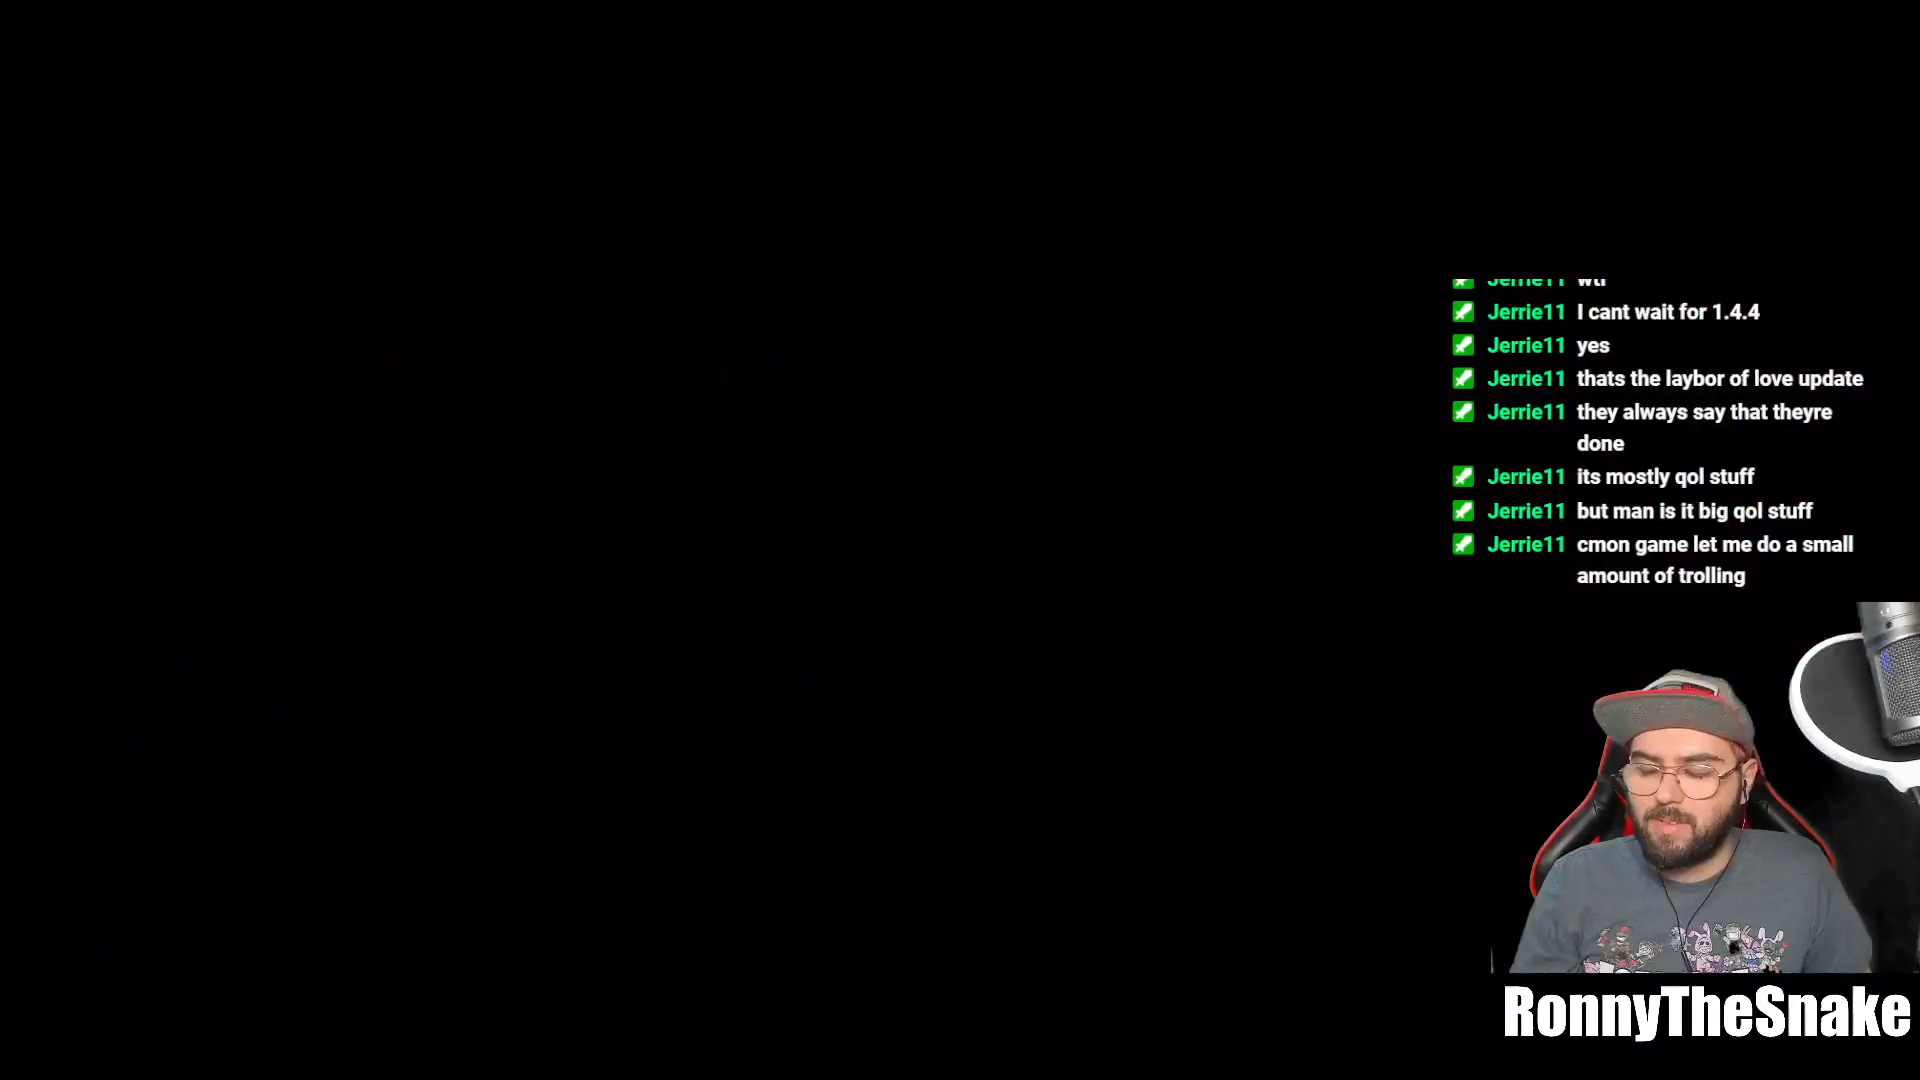 Jerrie11 I cant wait for 1.4.4
Jerrie11 yes
Jerrie11 thats the laybor of love update
Jerrie11 they always say that theyre
done
Jerrie11 its mostly qol stuff
Jerrie11 but man is it big qol stuff
Jerrie11 cmon game let me do a small
amount of trolling
RonnyTheSnake